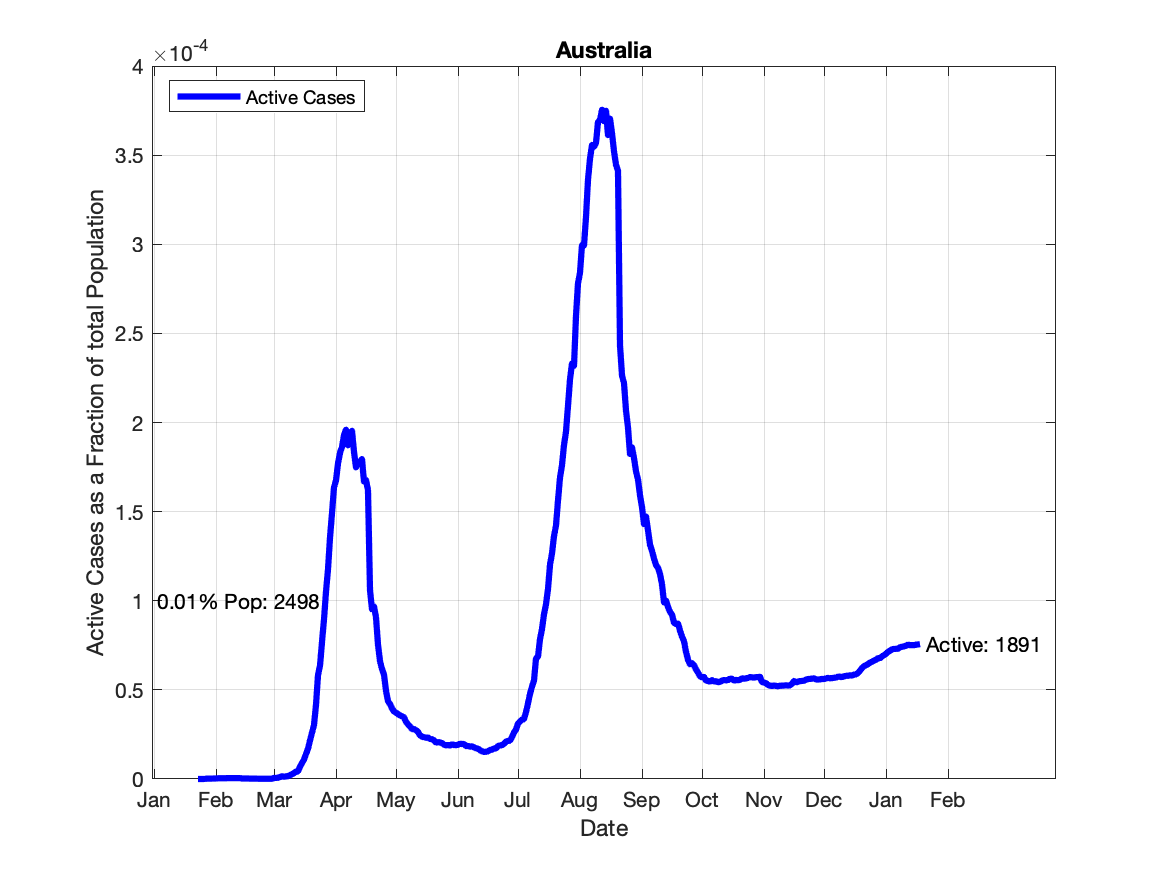 Australia
×10^-4
Active Cases
4
3.5
3
2.5
2
1.5
1
0.5
0
0.01% Pop: 2498
Active: 1891
Active Cases as a Fraction of total Population
Jan Feb Mar Apr May Jun Jul Aug Sep Oct Nov Dec Jan Feb
Date